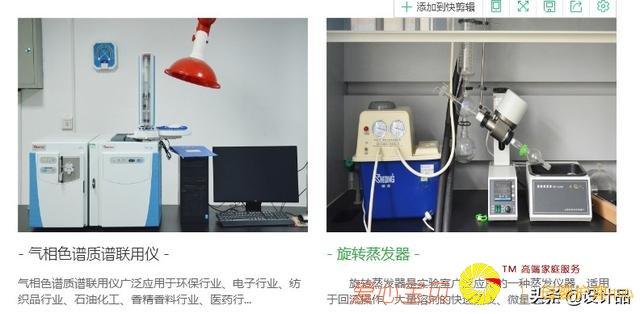 添加到快剪辑
- 气相色谱质谱联用仪 -
气相色谱质谱联用仪广泛应用于环保行业、电子行业、纺
织品行业、石油化工、香精香料行业、医药行...
- 旋转蒸发器 -
旋转蒸发器是实验室广泛应用的一种蒸发仪器，适用
于回流操作、大量溶剂的快速蒸发、微量
TM 高端家庭服务
头条@设计品